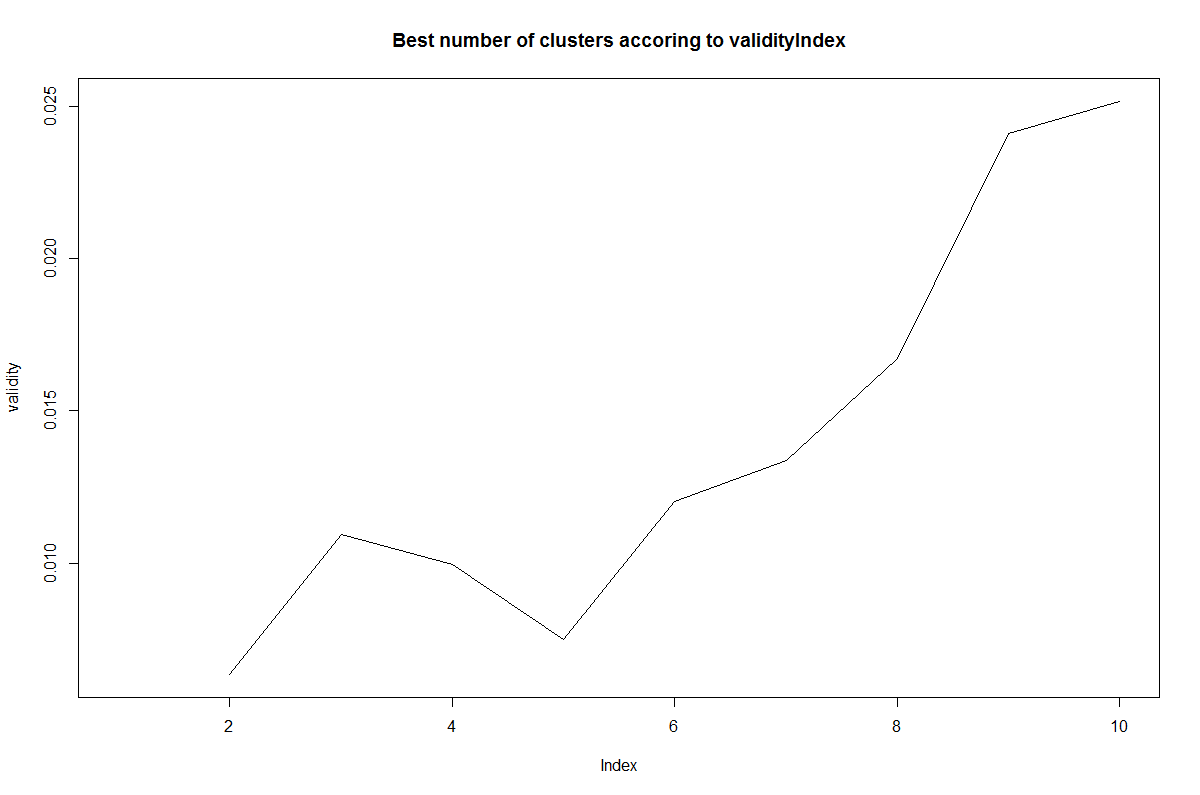 Best number of clusters accoring to validityIndex
0.025
0.020
0.015
0.010
validity
2 4 6 8 10
Index